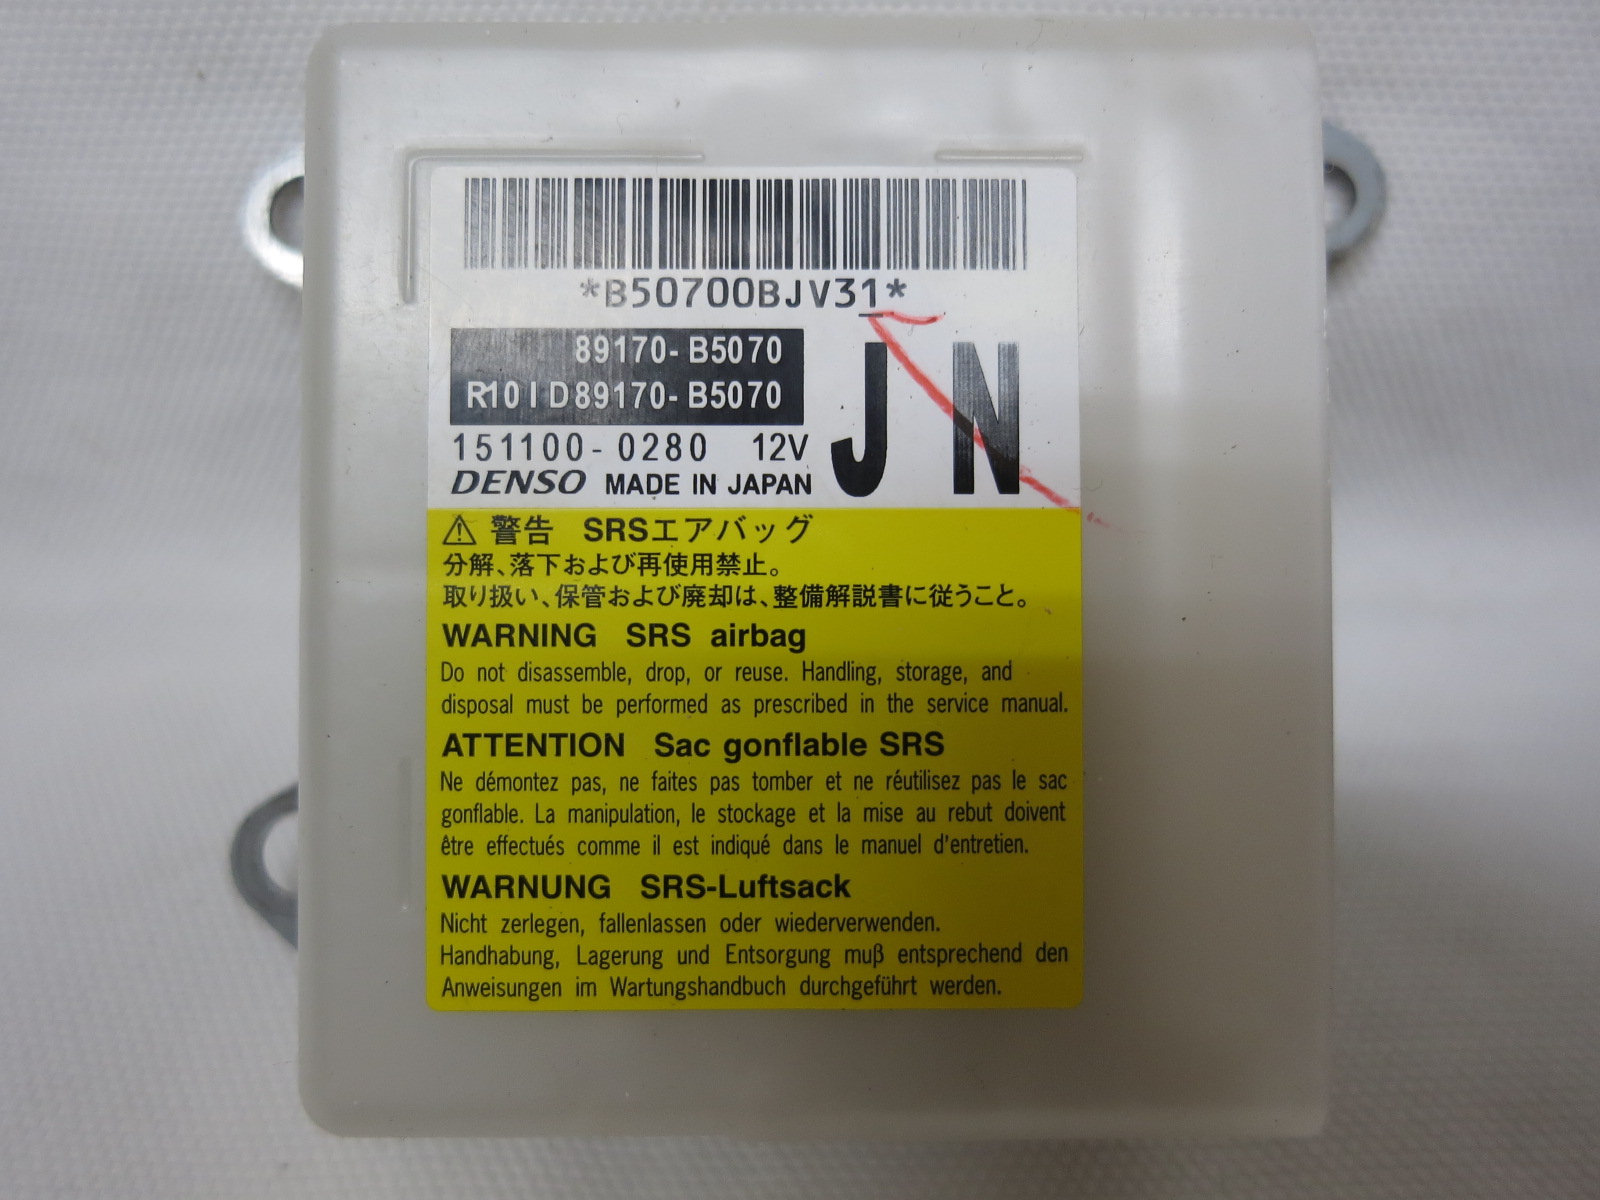 *B50700BJV31*
89170-B5070
R10ID89170-B5070
151100-0280 12V
DENSO MADE IN JAPAN
J N
⚠ 警告 SRSエアバッグ
分解、落下および再使用禁止。
取り扱い、保管および廃却は、整備解説書に従うこと。
WARNING SRS airbag
Do not disassemble, drop, or reuse. Handling, storage, and
disposal must be performed as prescribed in the service manual.
ATTENTION Sac gonflable SRS
Ne démontez pas, ne faites pas tomber et ne réutilisez pas le sac
gonflable. La manipulation, le stockage et la mise au rebut doivent
être effectués comme il est indiqué dans le manuel d'entretien.
WARNUNG SRS-Luftsack
Nicht zerlegen, fallenlassen oder wiederverwenden.
Handhabung, Lagerung und Entsorgung muß entsprechend den
Anweisungen im Wartungshandbuch durchgeführt werden.